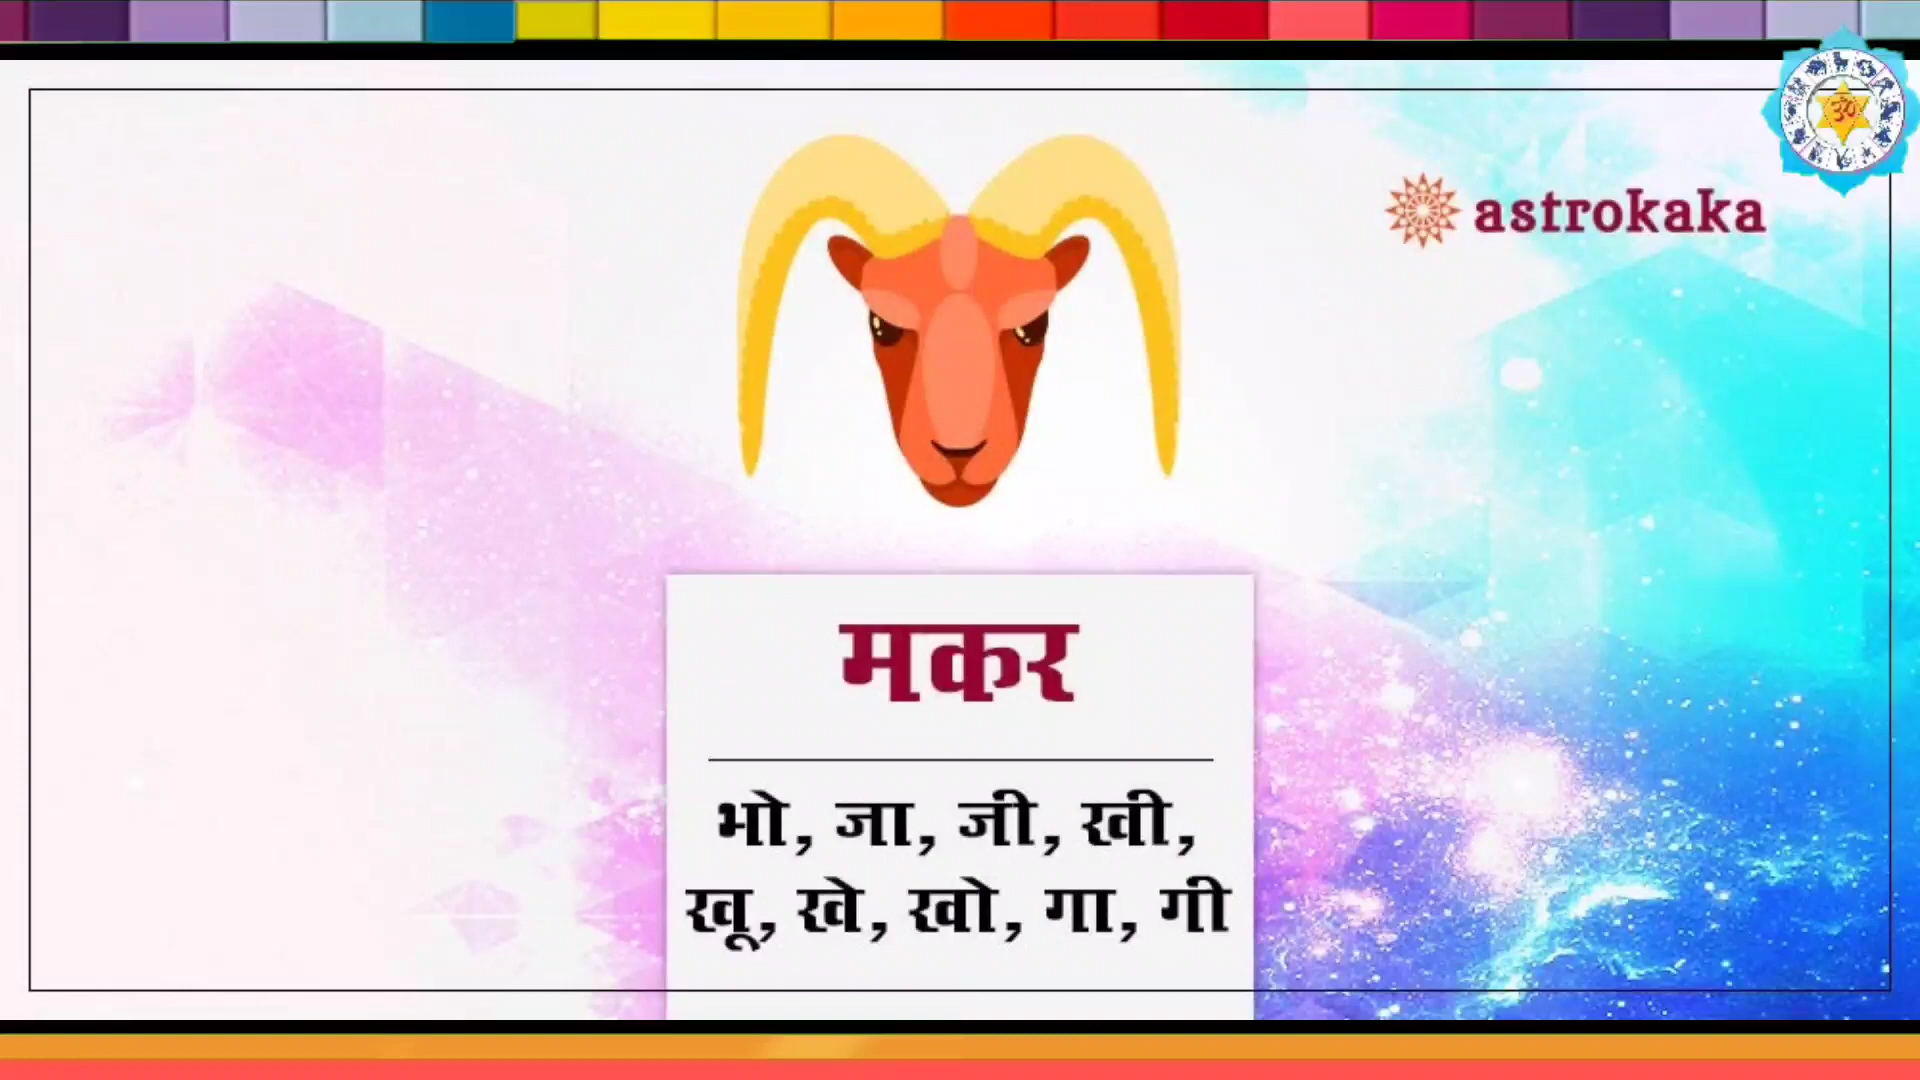 ॐ
astrokaka
मकर
भो, जा, जी, खी,
खू, खे, खो, गा, गी